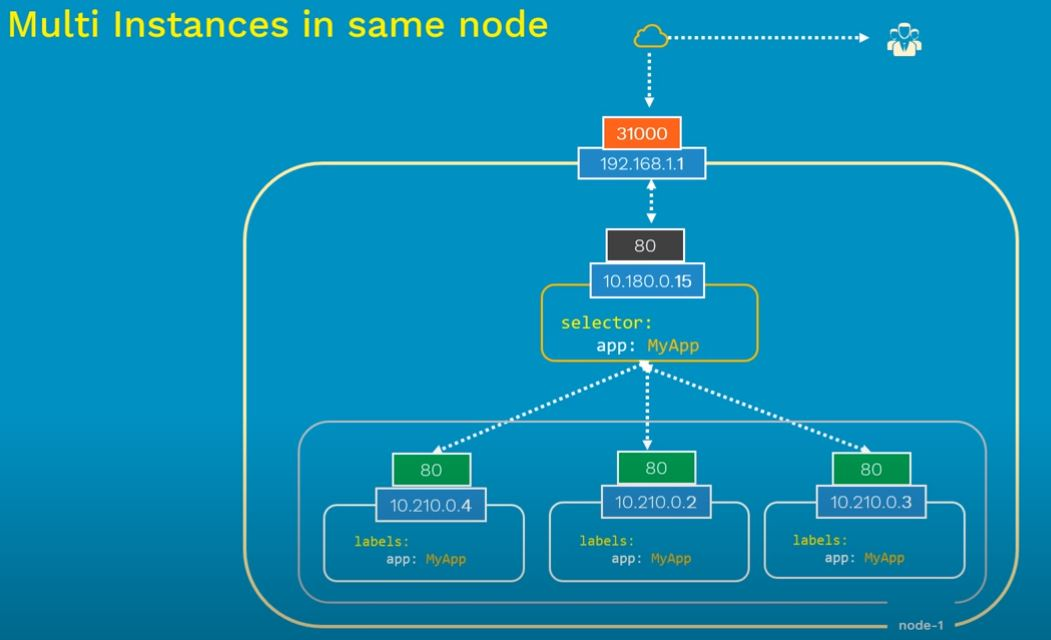 Multi Instances in same node
31000
192.168.1.1
80
10.180.0.15
selector:
app: MyApp
80
80
80
10.210.0.4
10.210.0.2
10.210.0.3
labels:
labels:
labels:
app: MyApp
app: MyApp
app: MyApp
node-1